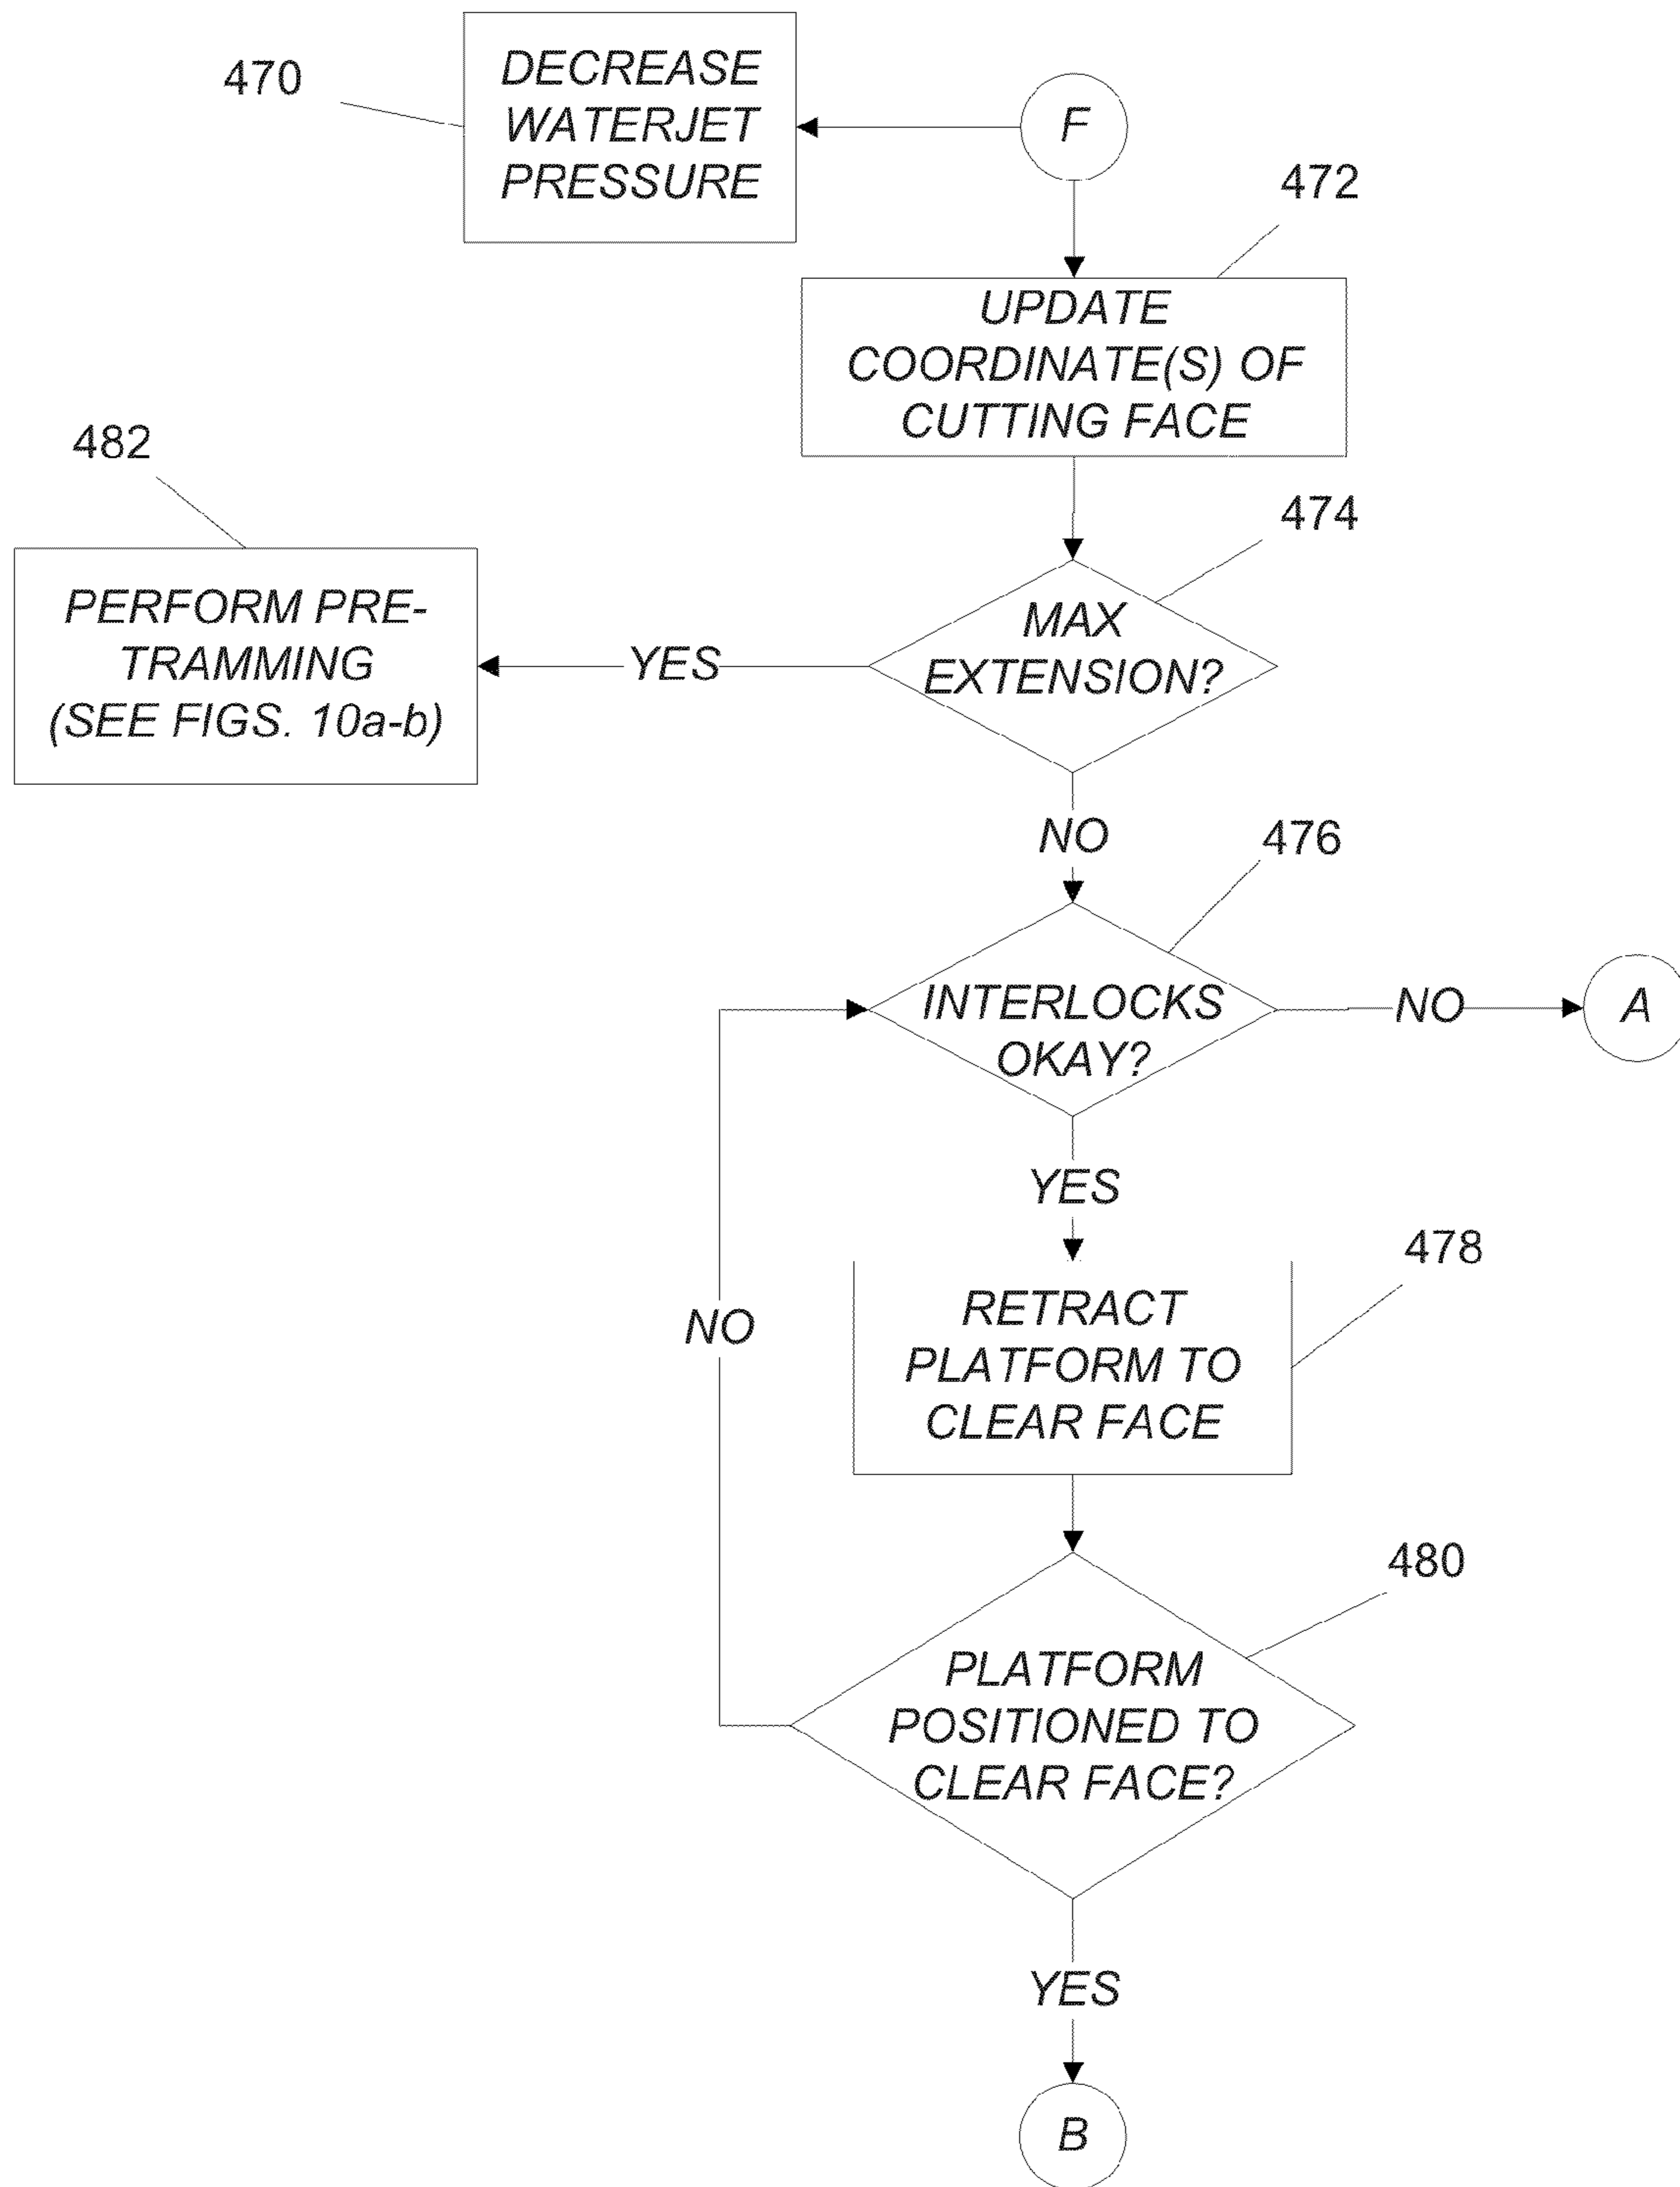 470
DECREASE
WATERJET
PRESSURE
F
472
UPDATE
COORDINATE(S) OF
CUTTING FACE
482
474
PERFORM PRE-
TRAMMING
(SEE FIGS. 10a-b)
YES
MAX
EXTENSION?
NO
476
INTERLOCKS
OKAY?
NO
A
YES
478
NO
RETRACT
PLATFORM TO
CLEAR FACE
480
PLATFORM
POSITIONED TO
CLEAR FACE?
YES
B